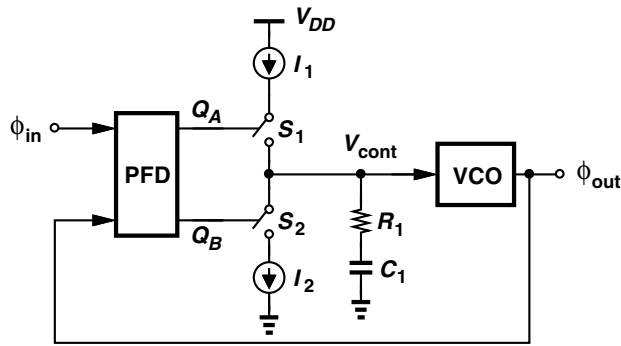 V_DD
I_1
Q_A
ϕ_in
S_1
V_cont
PFD
VCO
ϕ_out
S_2
Q_B
R_1
I_2
C_1